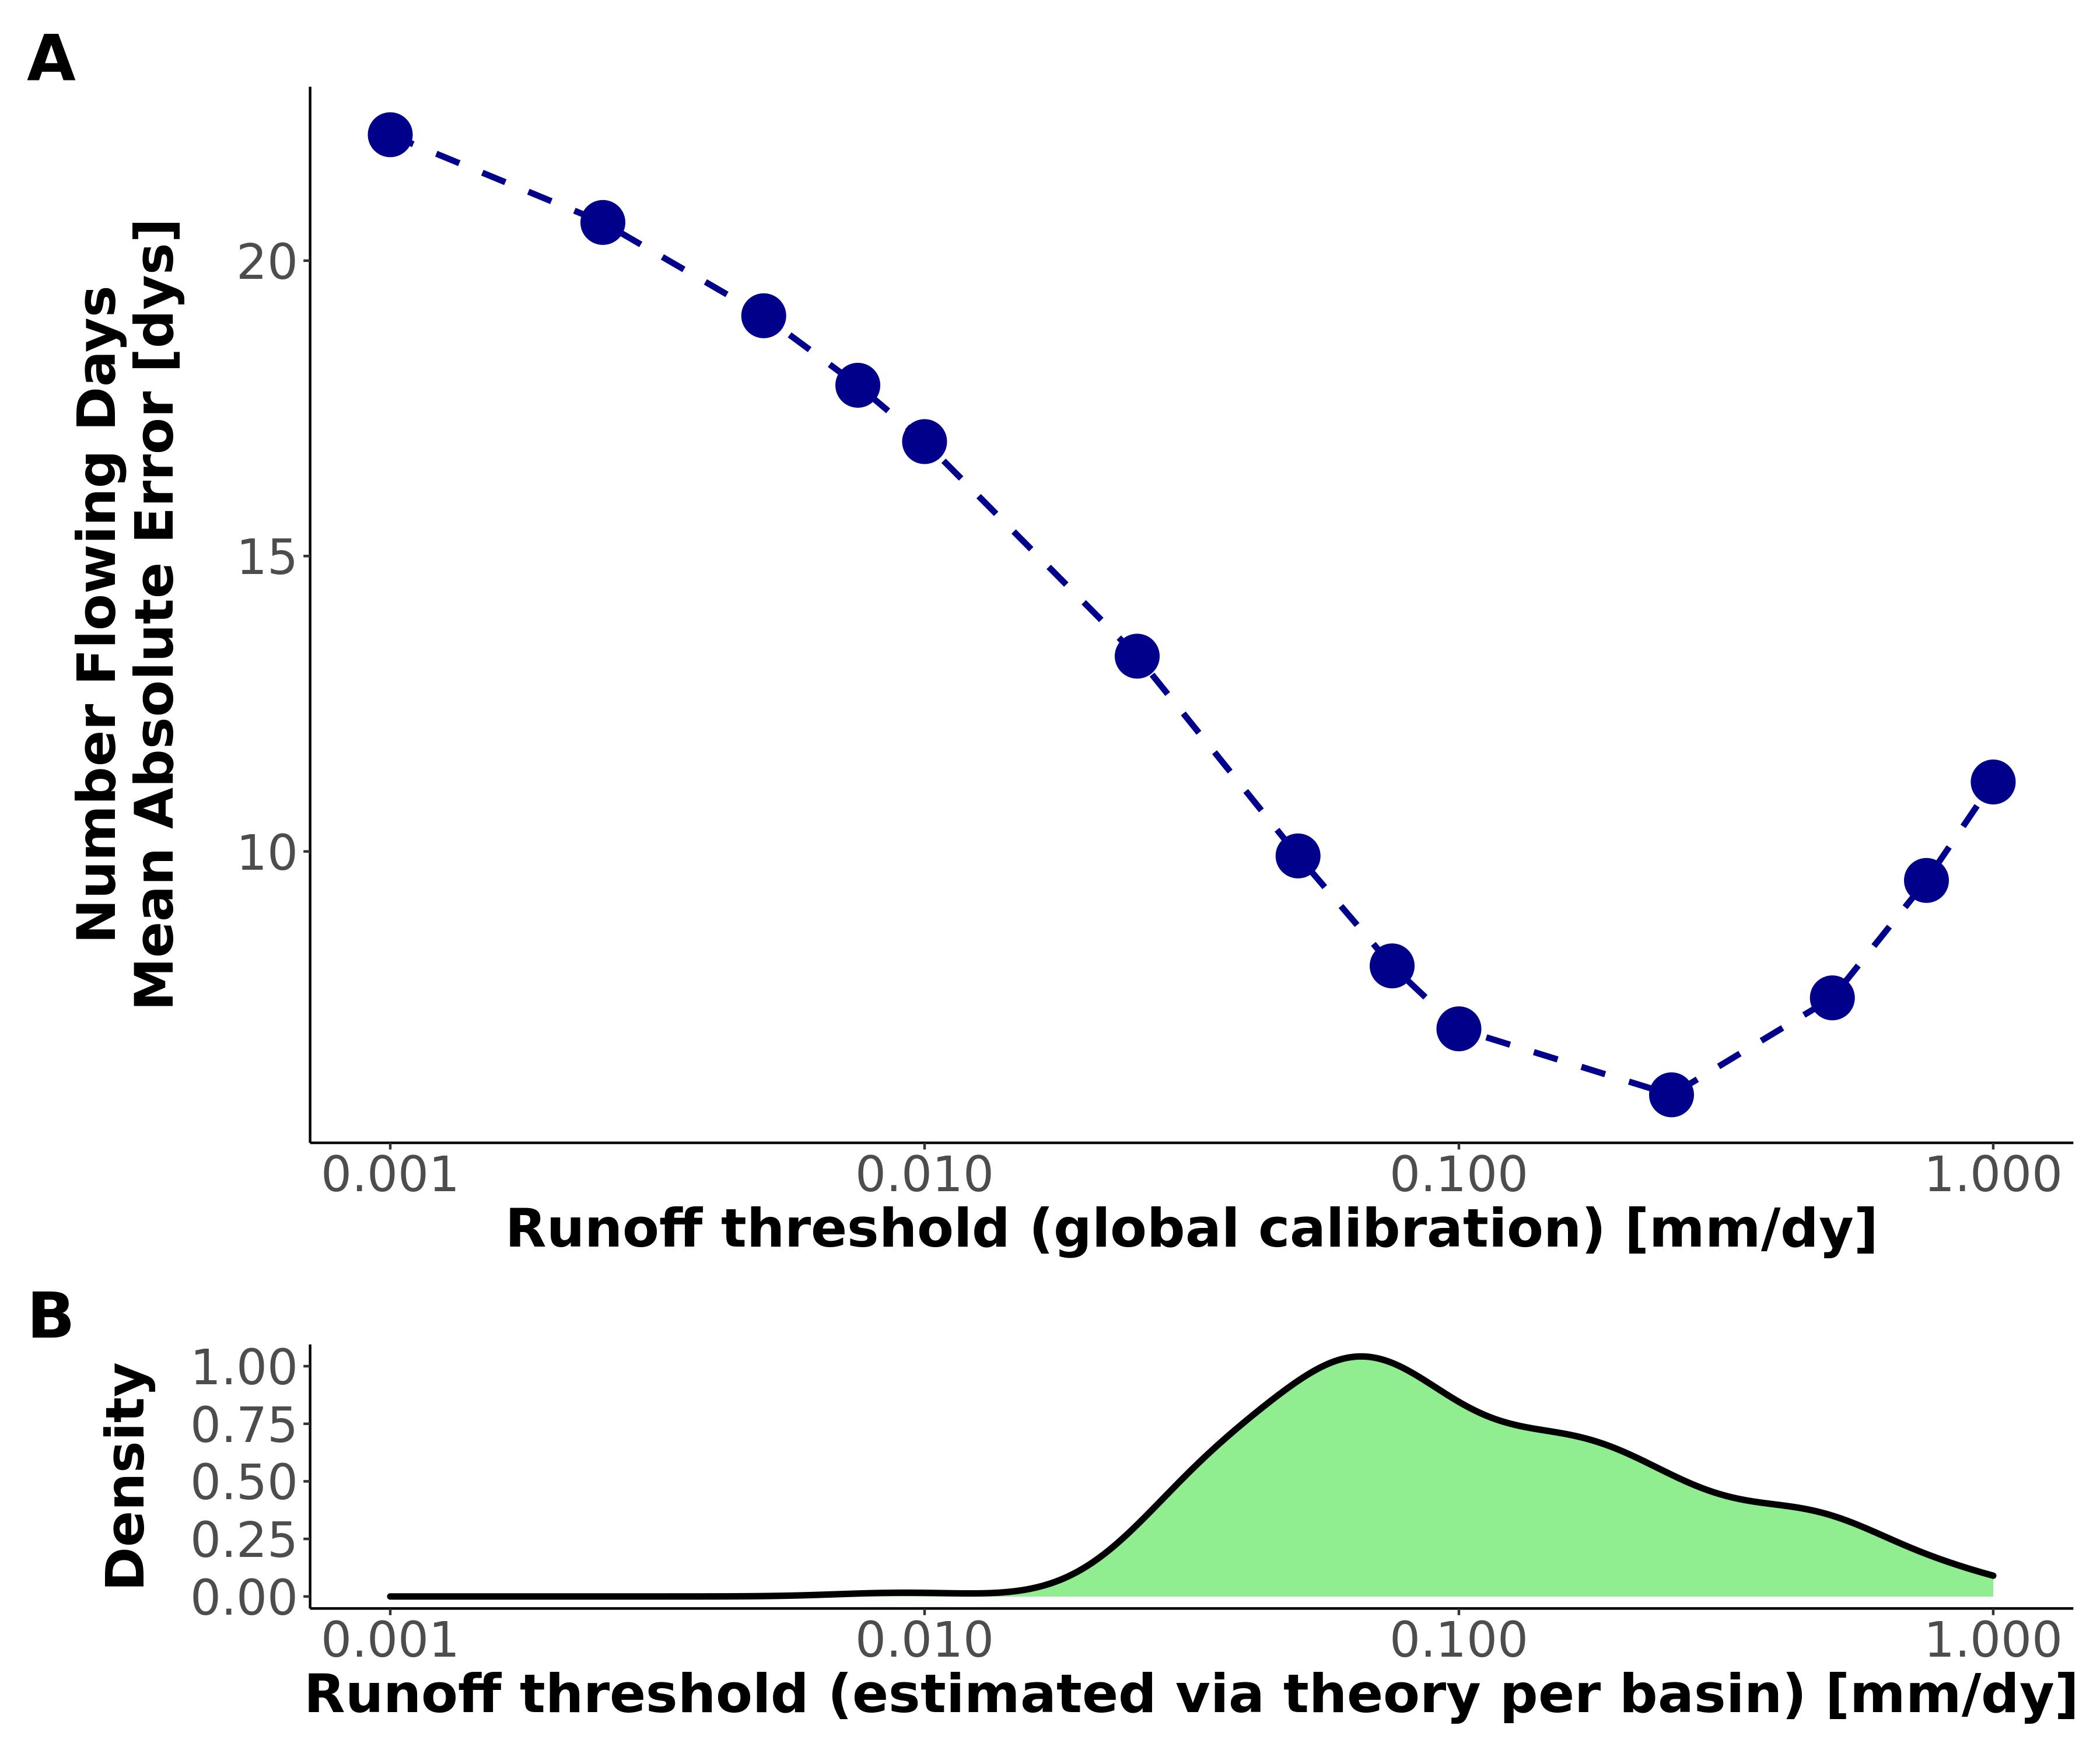 A
Number Flowing Days
Mean Absolute Error [dys]
20
15
10
0.001 0.010 0.100 1.000
Runoff threshold (global calibration) [mm/dy]
B
Density
1.00
0.75
0.50
0.25
0.00
0.001 0.010 0.100 1.000
Runoff threshold (estimated via theory per basin) [mm/dy]